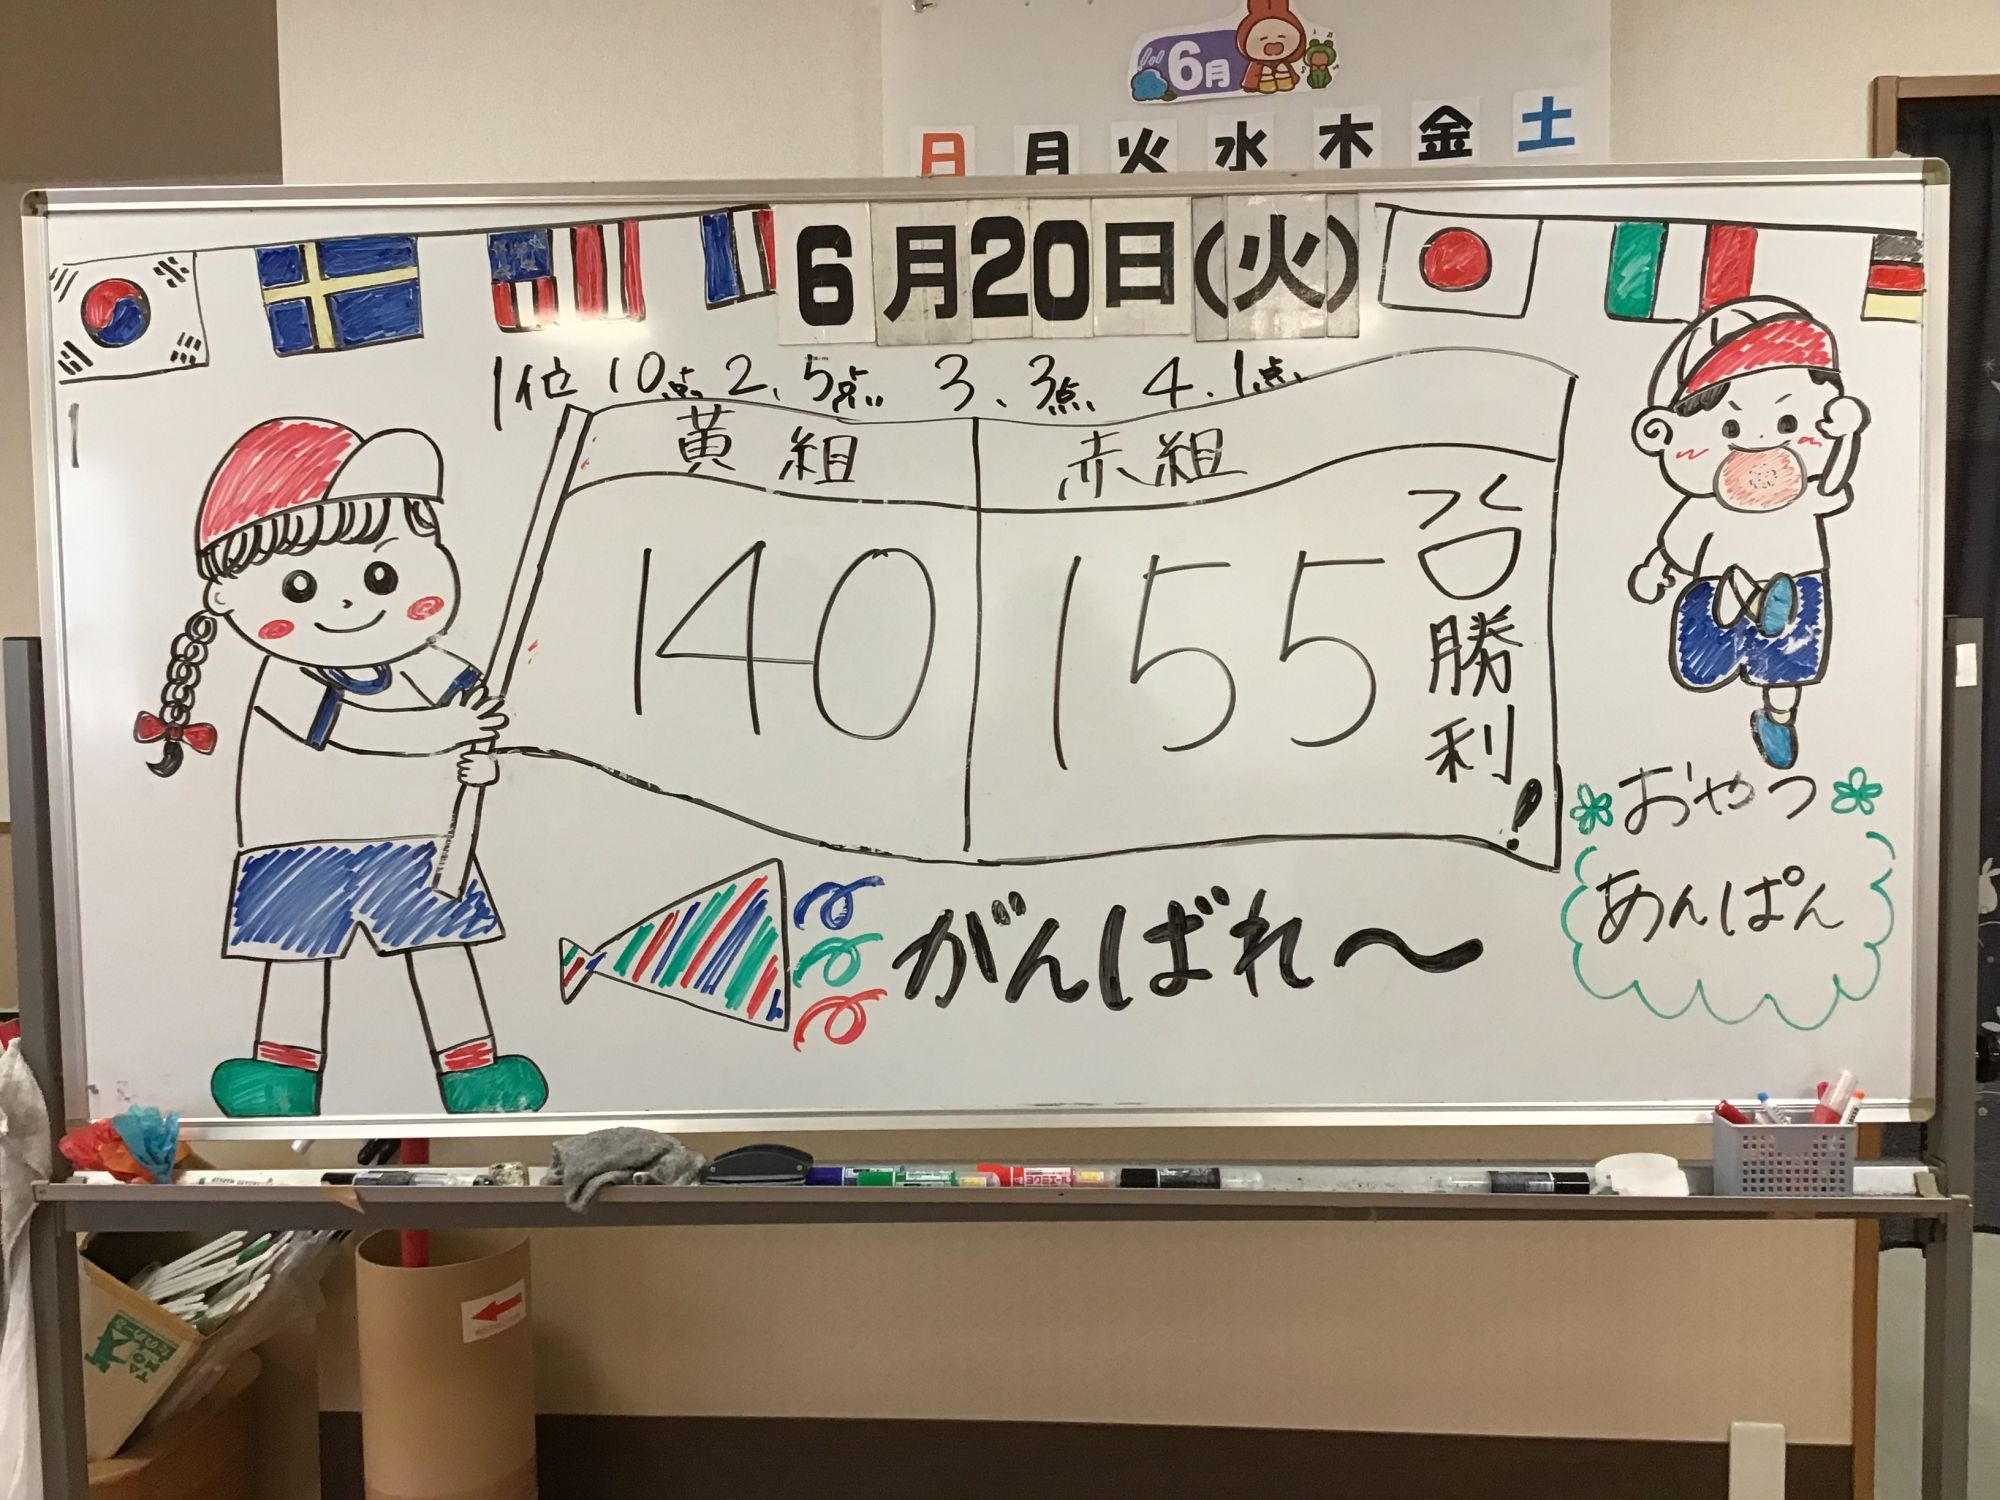 6月
日 月 火 水 木 金 土
6月20日(火)
1位 10点 2、5点 3、3点 4、1点
黄組 赤組
140 155
勝利!
おやつ
あんぱん
がんばれ〜